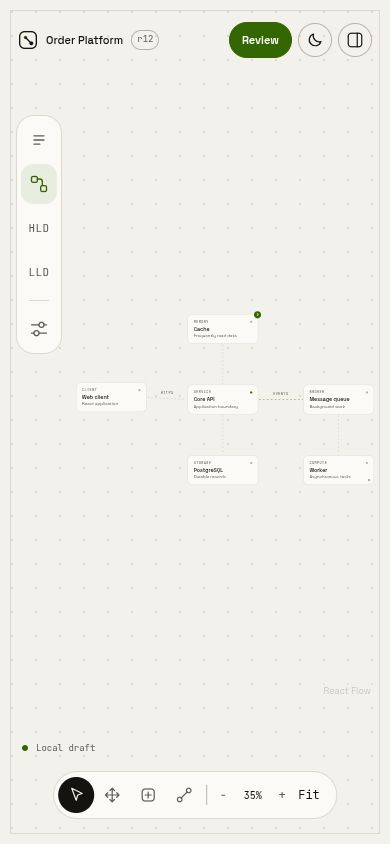 Order Platform
r12
Review
HLD
LLD
MEMORY
Cache
Frequently read data
CLIENT
Web client
React application
HTTPS
SERVICE
Core API
Application boundary
EVENTS
BROKER
Message queue
Background work
STORAGE
PostgreSQL
Durable records
COMPUTE
Worker
Asynchronous tasks
React Flow
Local draft
- 35% + Fit